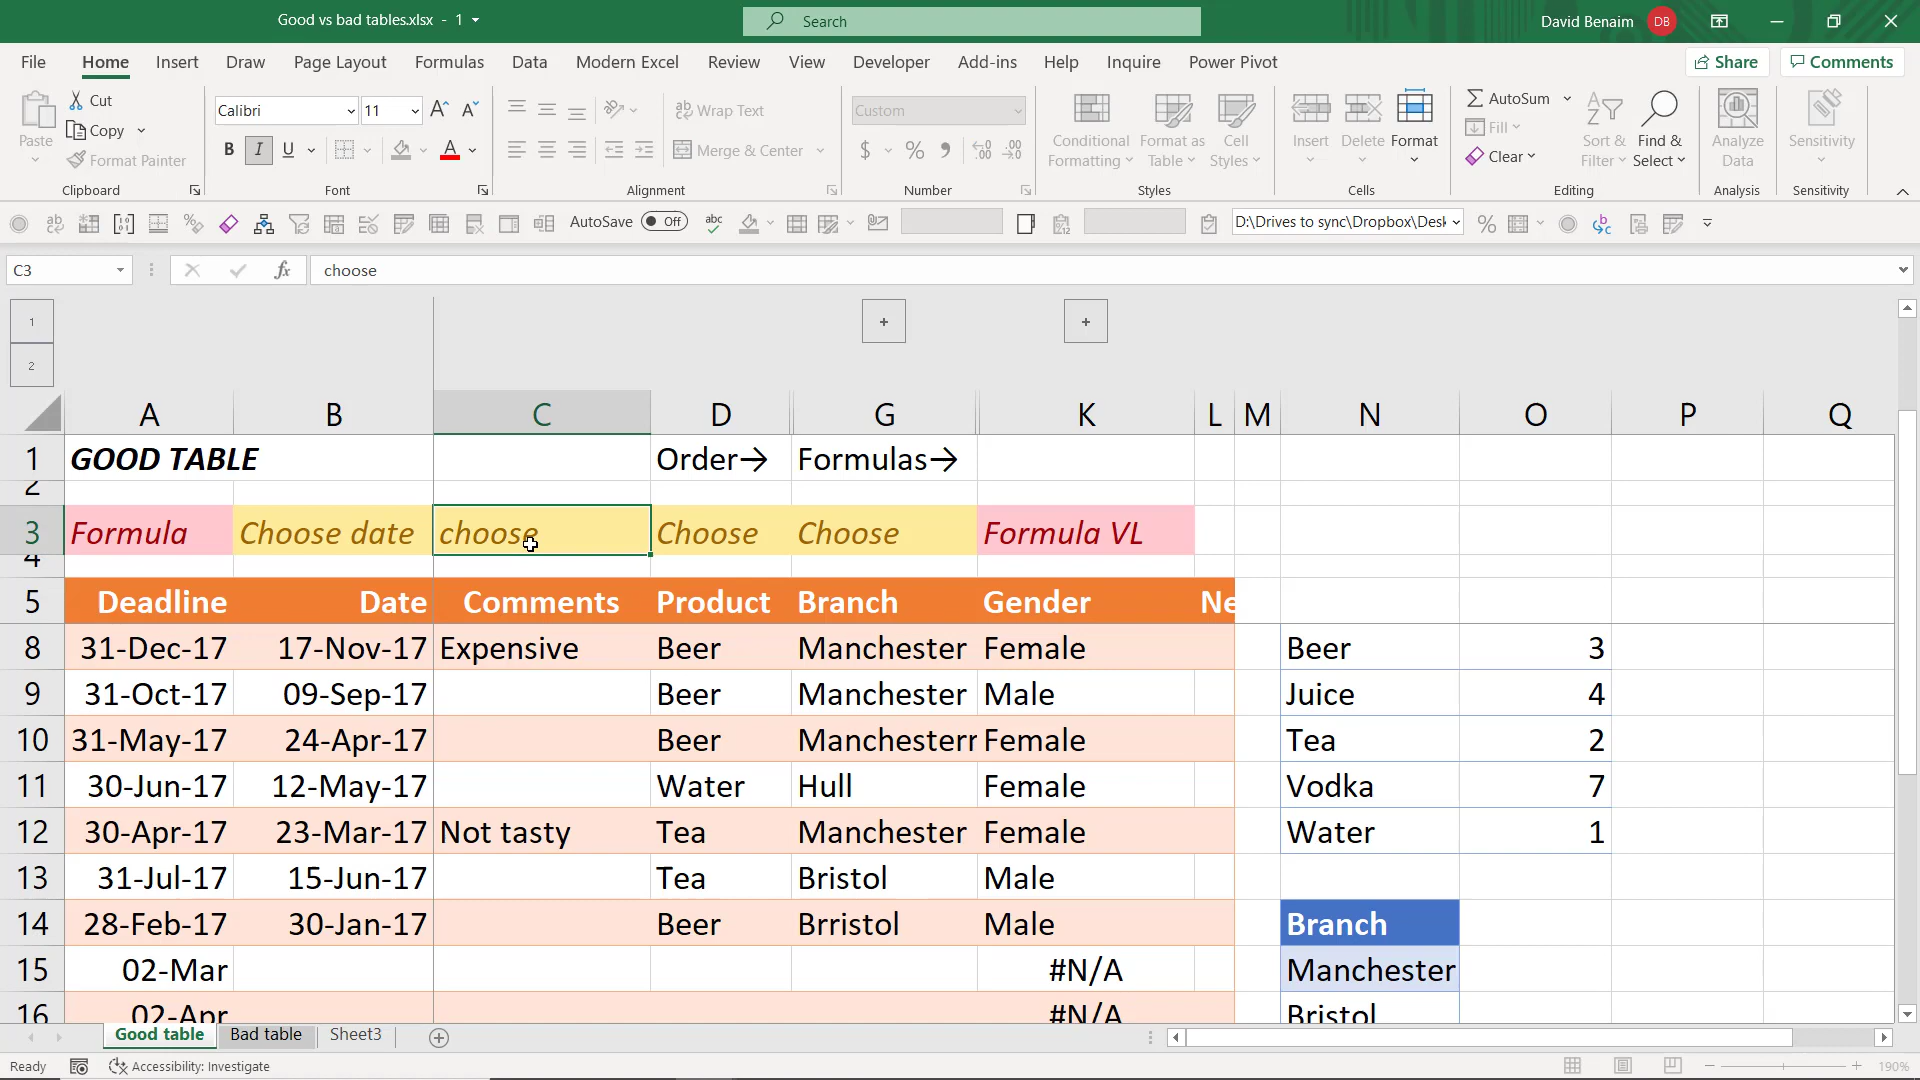 Good vs bad tables.xlsx - 1
Search
David Benaim DB
File Home Insert Draw Page Layout Formulas Data Modern Excel Review View Developer Add-ins Help Inquire Power Pivot Share Comments
Paste Cut Copy Format Painter
Calibri 11 B I U
Wrap Text Merge & Center
Custom
Conditional Formatting Format as Table Cell Styles
Insert Delete Format
AutoSum Fill Clear Sort & Filter Find & Select
Analyze Data Sensitivity
Clipboard Font Alignment Number Styles Cells Editing Analysis Sensitivity
AutoSave Off D:\Drives to sync\Dropbox\Desk
C3 fx choose
1 + +
2
A B C D G K L M N O P Q
1 GOOD TABLE Order→ Formulas→
2
3 Formula Choose date choose Choose Choose Formula VL
4
5 Deadline Date Comments Product Branch Gender Ne
8 31-Dec-17 17-Nov-17 Expensive Beer Manchester Female Beer 3
9 31-Oct-17 09-Sep-17 Beer Manchester Male Juice 4
10 31-May-17 24-Apr-17 Beer Manchesterr Female Tea 2
11 30-Jun-17 12-May-17 Water Hull Female Vodka 7
12 30-Apr-17 23-Mar-17 Not tasty Tea Manchester Female Water 1
13 31-Jul-17 15-Jun-17 Tea Bristol Male
14 28-Feb-17 30-Jan-17 Beer Brristol Male Branch
15 02-Mar #N/A Manchester
16 02-Apr #N/A Bristol
Good table Bad table Sheet3
Ready Accessibility: Investigate 190%